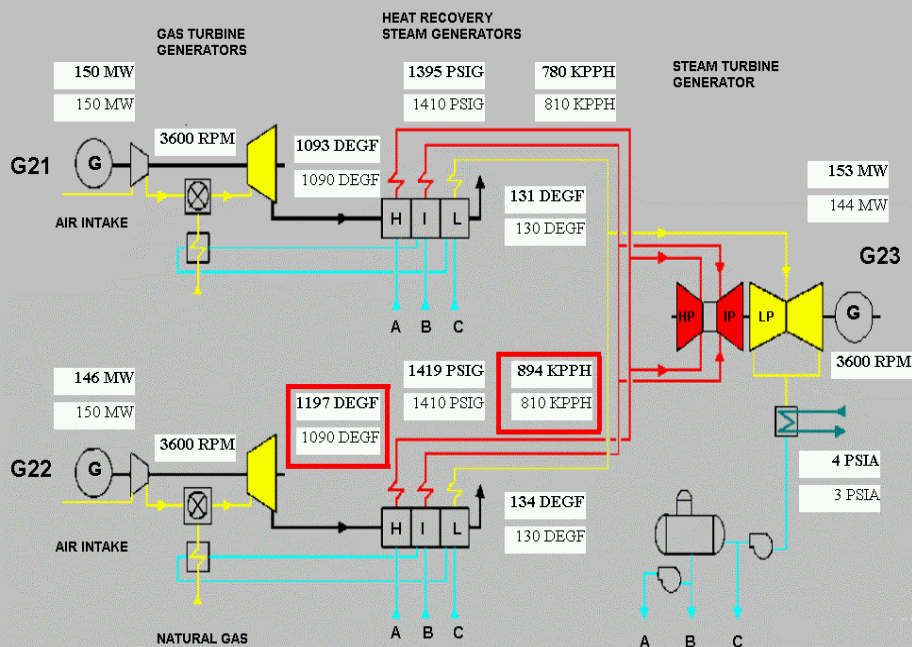 HEAT RECOVERY
STEAM GENERATORS
GAS TURBINE
GENERATORS
STEAM TURBINE
GENERATOR
150 MW
150 MW
1395 PSIG
1410 PSIG
780 KPPH
810 KPPH
3600 RPM
1093 DEGF
1090 DEGF
G21
G
153 MW
144 MW
131 DEGF
130 DEGF
H I L
AIR INTAKE
G23
A B C
HP IP LP G
3600 RPM
146 MW
150 MW
1419 PSIG
1410 PSIG
894 KPPH
810 KPPH
1197 DEGF
1090 DEGF
3600 RPM
G22
G
4 PSIA
3 PSIA
134 DEGF
130 DEGF
H I L
AIR INTAKE
A B C
NATURAL GAS
A B C